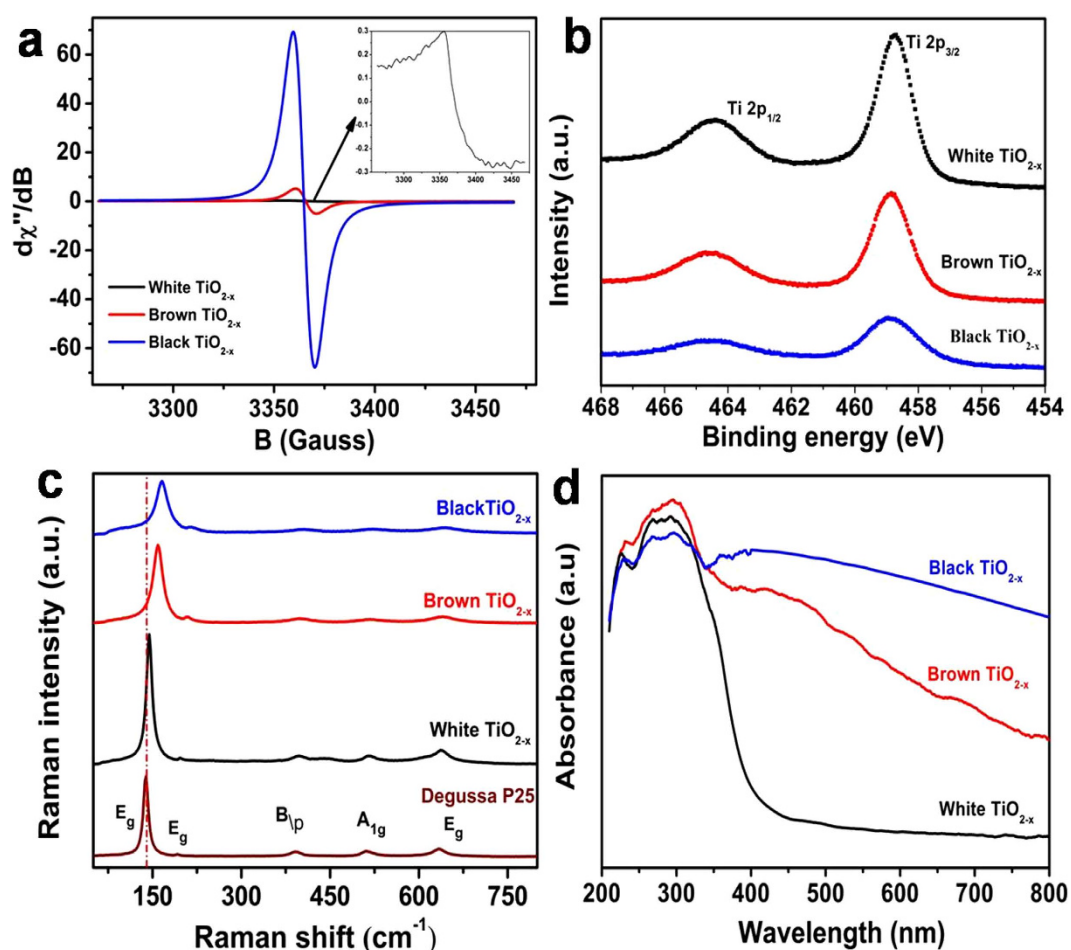 a
dχ''/dB
60
40
20
0
-20
-40
-60
3300
3350
3400
3450
B (Gauss)
White TiO2-x
Brown TiO2-x
Black TiO2-x
0.3
0.2
0.1
0.0
-0.1
-0.2
-0.3
3300
3350
3400
3450
b
Intensity (a.u.)
Ti 2p3/2
Ti 2p1/2
White TiO2-x
Brown TiO2-x
Black TiO2-x
468
466
464
462
460
458
456
454
Binding energy (eV)
c
Raman intensity (a.u.)
BlackTiO2-x
Brown TiO2-x
White TiO2-x
Degussa P25
Eg
Eg
B\p
A1g
Eg
150
300
450
600
750
Raman shift (cm-1)
d
Absorbance (a.u)
Black TiO2-x
Brown TiO2-x
White TiO2-x
200
300
400
500
600
700
800
Wavelength (nm)